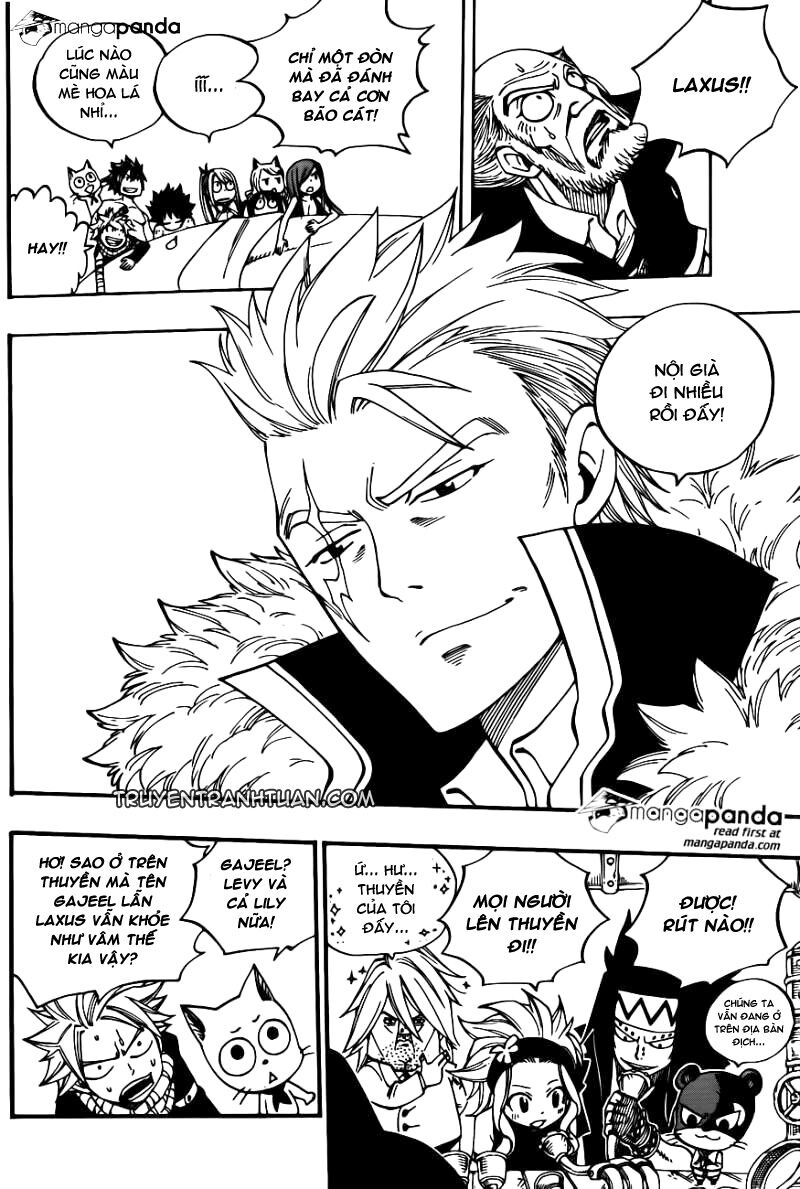 mangapanda
LAXUS!!
CHỈ MỘT ĐÒN
MÀ ĐÃ ĐÁNH
BAY CẢ CƠN
BÃO CÁT!
ÍĨĨ...
LÚC NÀO
CŨNG MÀU
MÈ HOA LÁ
NHỈ...
HAY!!
NỘI GIÀ
ĐI NHIỀU
RỒI ĐẤY!
TRUYENTRANHTUAN.COM
mangapanda
read first at
mangapanda.com
ĐƯỢC!
RÚT NÀO!!
MỌI NGƯỜI
LÊN THUYỀN
ĐI!!
Ứ... HƯ...
THUYỀN
CỦA TÔI
ĐẤY...
CHÚNG TA
VẪN ĐANG Ở
TRÊN ĐỊA BÀN
ĐỊCH...
GAJEEL?
LEVY VÀ
CẢ LILY
NỮA!
HƠ! SAO Ở TRÊN
THUYỀN MÀ TÊN
GAJEEL LẪN
LAXUS VẪN KHỎE
NHƯ VÂM THẾ
KIA VẬY?